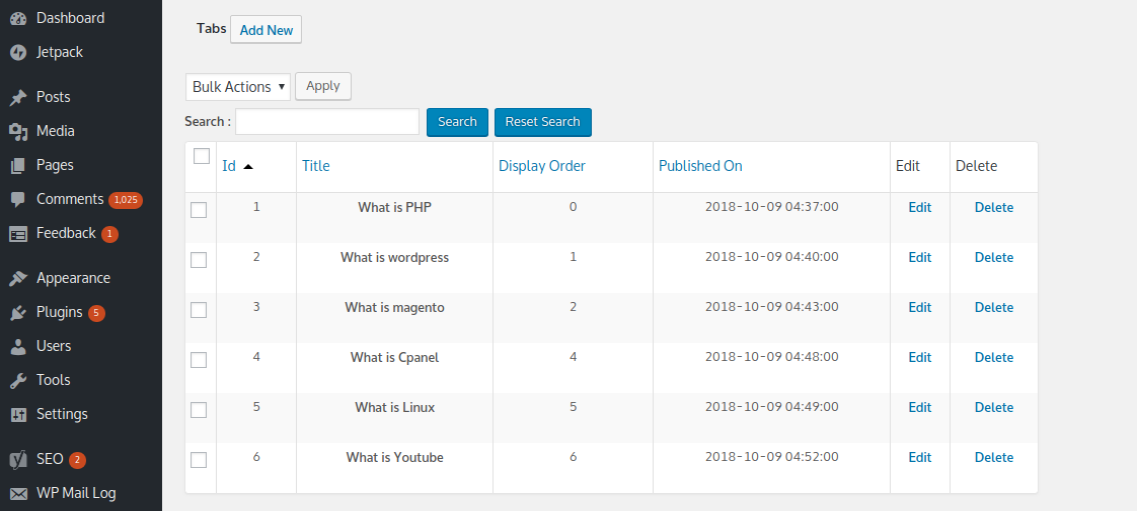 Dashboard
Jetpack
Posts
Media
Pages
Comments 1,025
Feedback 1
Appearance
Plugins 5
Users
Tools
Settings
SEO 2
WP Mail Log
Tabs Add New
Bulk Actions Apply
Search : Search Reset Search
Id Title Display Order Published On Edit Delete
1 What is PHP 0 2018-10-09 04:37:00 Edit Delete
2 What is wordpress 1 2018-10-09 04:40:00 Edit Delete
3 What is magento 2 2018-10-09 04:43:00 Edit Delete
4 What is Cpanel 4 2018-10-09 04:48:00 Edit Delete
5 What is Linux 5 2018-10-09 04:49:00 Edit Delete
6 What is Youtube 6 2018-10-09 04:52:00 Edit Delete